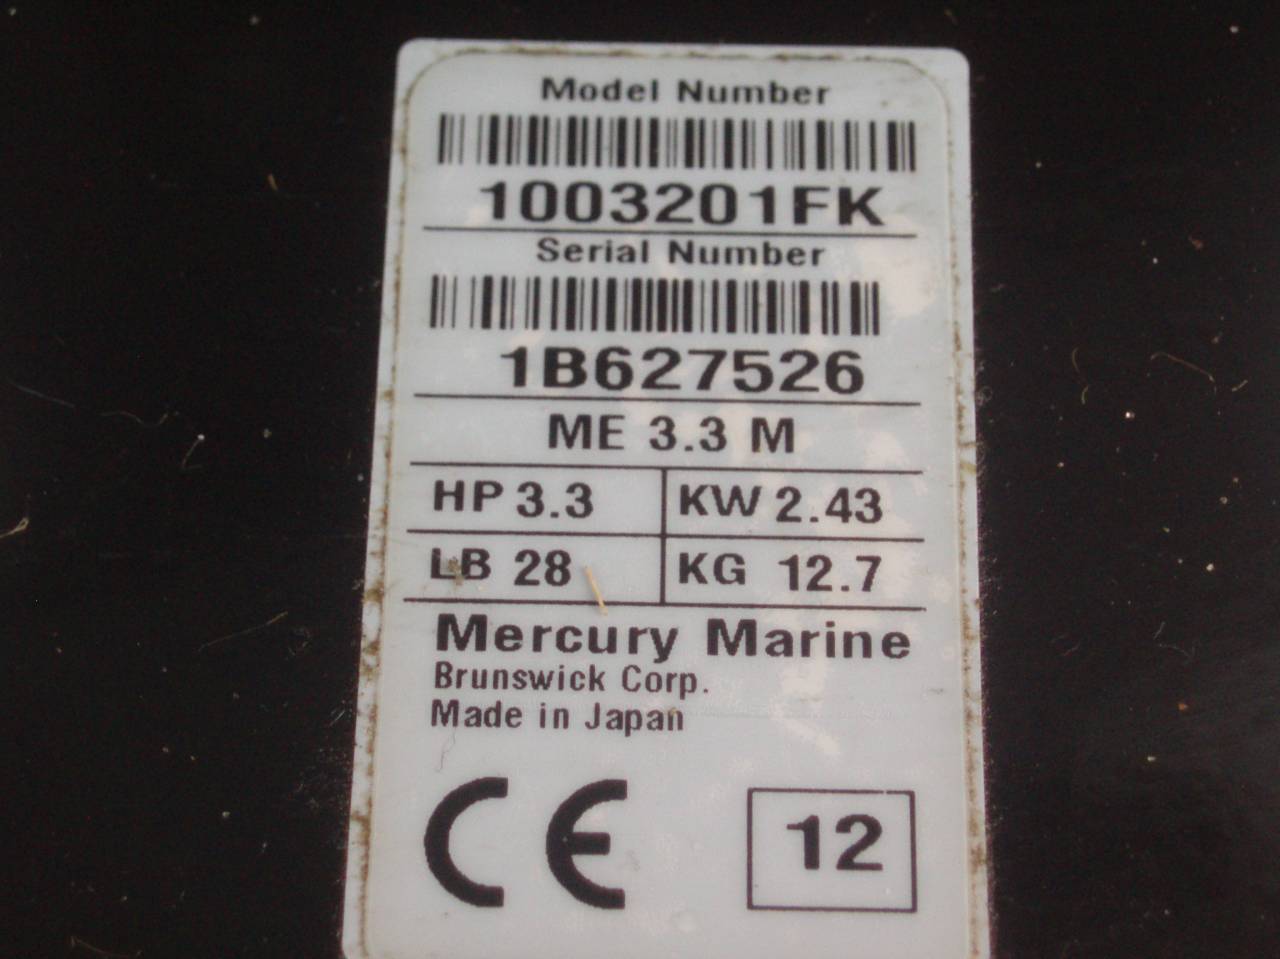 Model Number
1003201FK
Serial Number
1B627526
ME 3.3 M
HP 3.3 KW 2.43
LB 28 KG 12.7
Mercury Marine
Brunswick Corp.
Made in Japan
CE 12